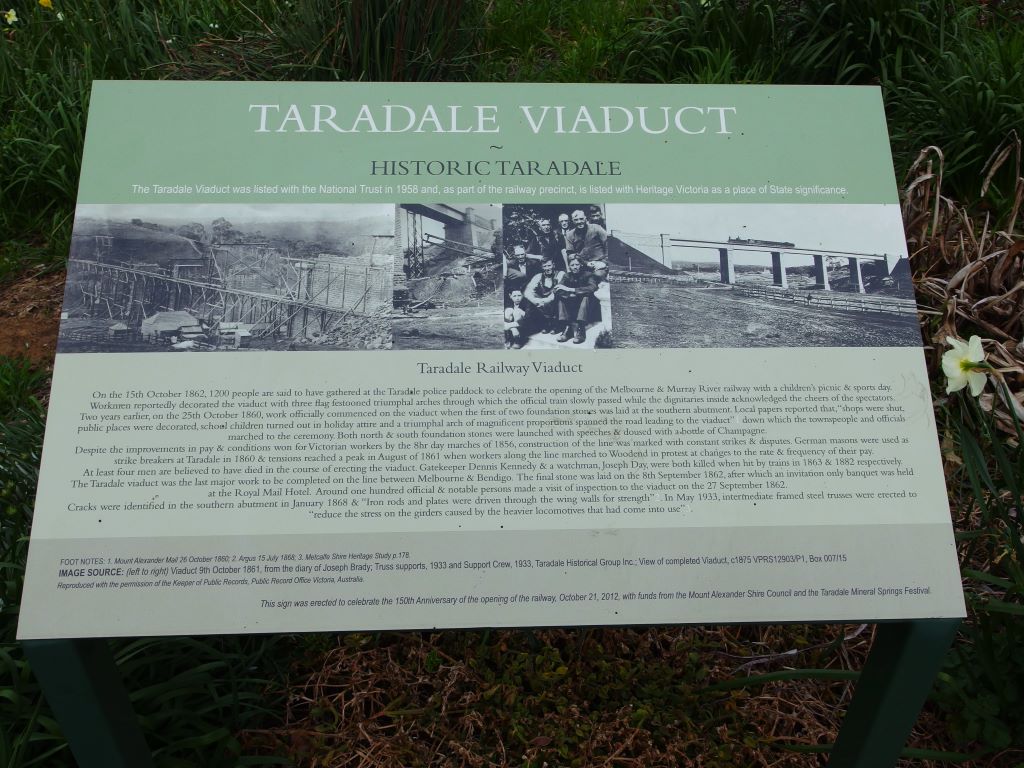 TARADALE VIADUCT
~
HISTORIC TARADALE
The Taradale Viaduct was listed with the National Trust in 1958 and, as part of the railway precinct, is listed with Heritage Victoria as a place of State significance.
Taradale Railway Viaduct
On the 15th October 1862, 1200 people are said to have gathered at the Taradale police paddock to celebrate the opening of the Melbourne & Murray River railway with a children's picnic & sports day.
Workmen reportedly decorated the viaduct with three flag festooned triumphal arches through which the official train slowly passed while the dignitaries inside acknowledged the cheers of the spectators.
Two years earlier, on the 25th October 1860, work officially commenced on the viaduct when the first of two foundation stones was laid at the southern abutment. Local papers reported that, "shops were shut,
public places were decorated, school children turned out in holiday attire and a triumphal arch of magnificent proportions spanned the road leading to the viaduct" down which the townspeople and officials
marched to the ceremony. Both north & south foundation stones were launched with speeches & doused with a bottle of Champagne.
Despite the improvements in pay & conditions won for Victorian workers by the 8hr day marches of 1856, construction of the line was marked with constant strikes & disputes. German masons were used as
strike breakers at Taradale in 1860 & tensions reached a peak in August of 1861 when workers along the line marched to Woodend in protest at changes to the rate & frequency of their pay.
At least four men are believed to have died in the course of erecting the viaduct. Gatekeeper Dennis Kennedy & a watchman, Joseph Day, were both killed when hit by trains in 1863 & 1882 respectively.
The Taradale viaduct was the last major work to be completed on the line between Melbourne & Bendigo. The final stone was laid on the 8th September 1862, after which an invitation only banquet was held
at the Royal Mail Hotel. Around one hundred official & notable persons made a visit of inspection to the viaduct on the 27 September 1862.
Cracks were identified in the southern abutment in January 1868 & "Iron rods and plates were driven through the wing walls for strength" . In May 1933, intermediate framed steel trusses were erected to
"reduce the stress on the girders caused by the heavier locomotives that had come into use"
FOOT NOTES: 1. Mount Alexander Mail 26 October 1860; 2. Argus 15 July 1868; 3. Metcalfe Shire Heritage Study p.178.
IMAGE SOURCE: (left to right) Viaduct 9th October 1861, from the diary of Joseph Brady; Truss supports, 1933 and Support Crew, 1933, Taradale Historical Group Inc.; View of completed Viaduct, c1875 VPRS12903/P1, Box 007/15
Reproduced with the permission of the Keeper of Public Records, Public Record Office Victoria, Australia.
This sign was erected to celebrate the 150th Anniversary of the opening of the railway, October 21, 2012, with funds from the Mount Alexander Shire Council and the Taradale Mineral Springs Festival.